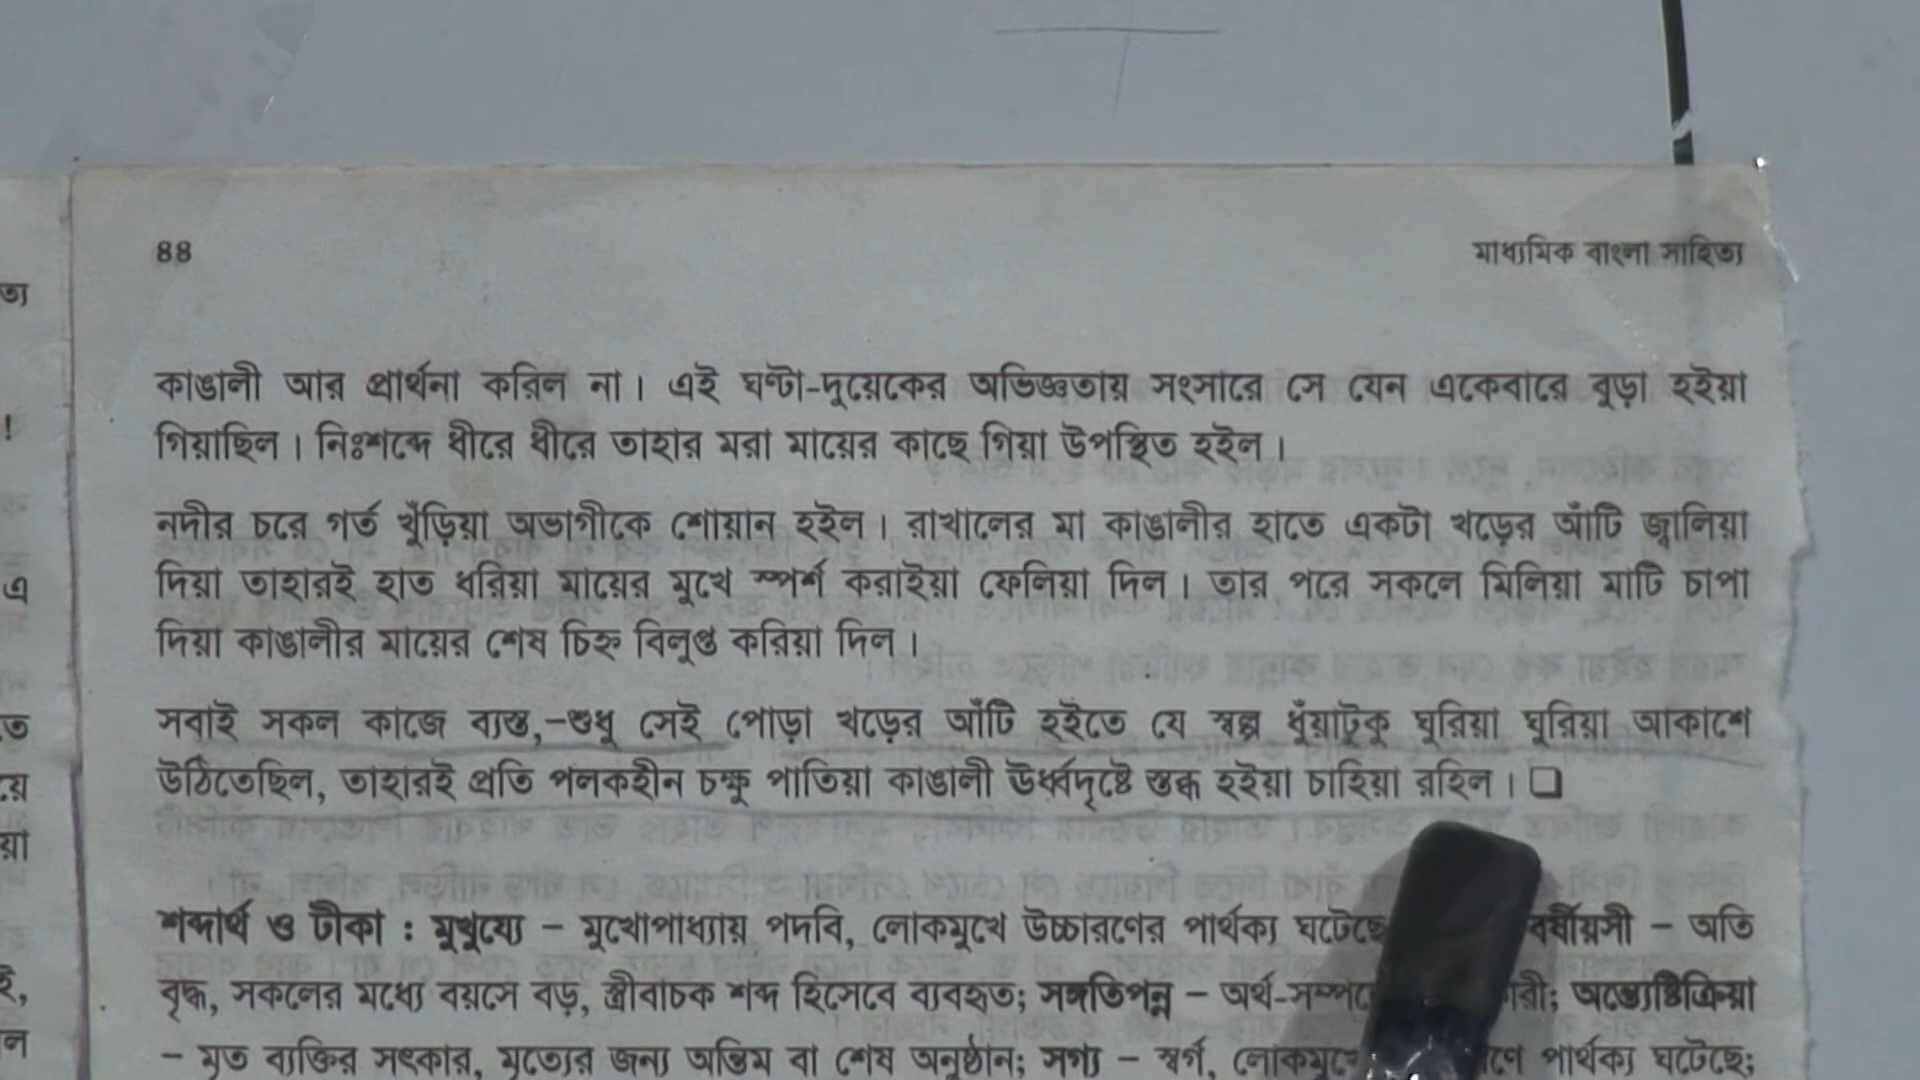 ৪৪
মাধ্যমিক বাংলা সাহিত্য
কাঙালী আর প্রার্থনা করিল না। এই ঘণ্টা-দুয়েকের অভিজ্ঞতায় সংসারে সে যেন একেবারে বুড়া হইয়া
গিয়াছিল। নিঃশব্দে ধীরে ধীরে তাহার মরা মায়ের কাছে গিয়া উপস্থিত হইল।
নদীর চরে গর্ত খুঁড়িয়া অভাগীকে শোয়ান হইল। রাখালের মা কাঙালীর হাতে একটা খড়ের আঁটি জ্বালিয়া
দিয়া তাহারই হাত ধরিয়া মায়ের মুখে স্পর্শ করাইয়া ফেলিয়া দিল। তার পরে সকলে মিলিয়া মাটি চাপা
দিয়া কাঙালীর মায়ের শেষ চিহ্ন বিলুপ্ত করিয়া দিল।
সবাই সকল কাজে ব্যস্ত,-শুধু সেই পোড়া খড়ের আঁটি হইতে যে স্বল্প ধুঁয়াটুকু ঘুরিয়া ঘুরিয়া আকাশে
উঠিতেছিল, তাহারই প্রতি পলকহীন চক্ষু পাতিয়া কাঙালী ঊর্ধ্বদৃষ্টে স্তব্ধ হইয়া চাহিয়া রহিল।
শব্দার্থ ও টীকা : মুখুয্যে – মুখোপাধ্যায় পদবি, লোকমুখে উচ্চারণের পার্থক্য ঘটেছে বর্ষীয়সী – অতি
বৃদ্ধ, সকলের মধ্যে বয়সে বড়, স্ত্রীবাচক শব্দ হিসেবে ব্যবহৃত; সঙ্গতিপন্ন – অর্থ-সম্পদে অন্ত্যেষ্টিক্রিয়া
– মৃত ব্যক্তির সৎকার, মৃত্যের জন্য অন্তিম বা শেষ অনুষ্ঠান; সগ্য – স্বর্গ, লোকমুখে পার্থক্য ঘটেছে;